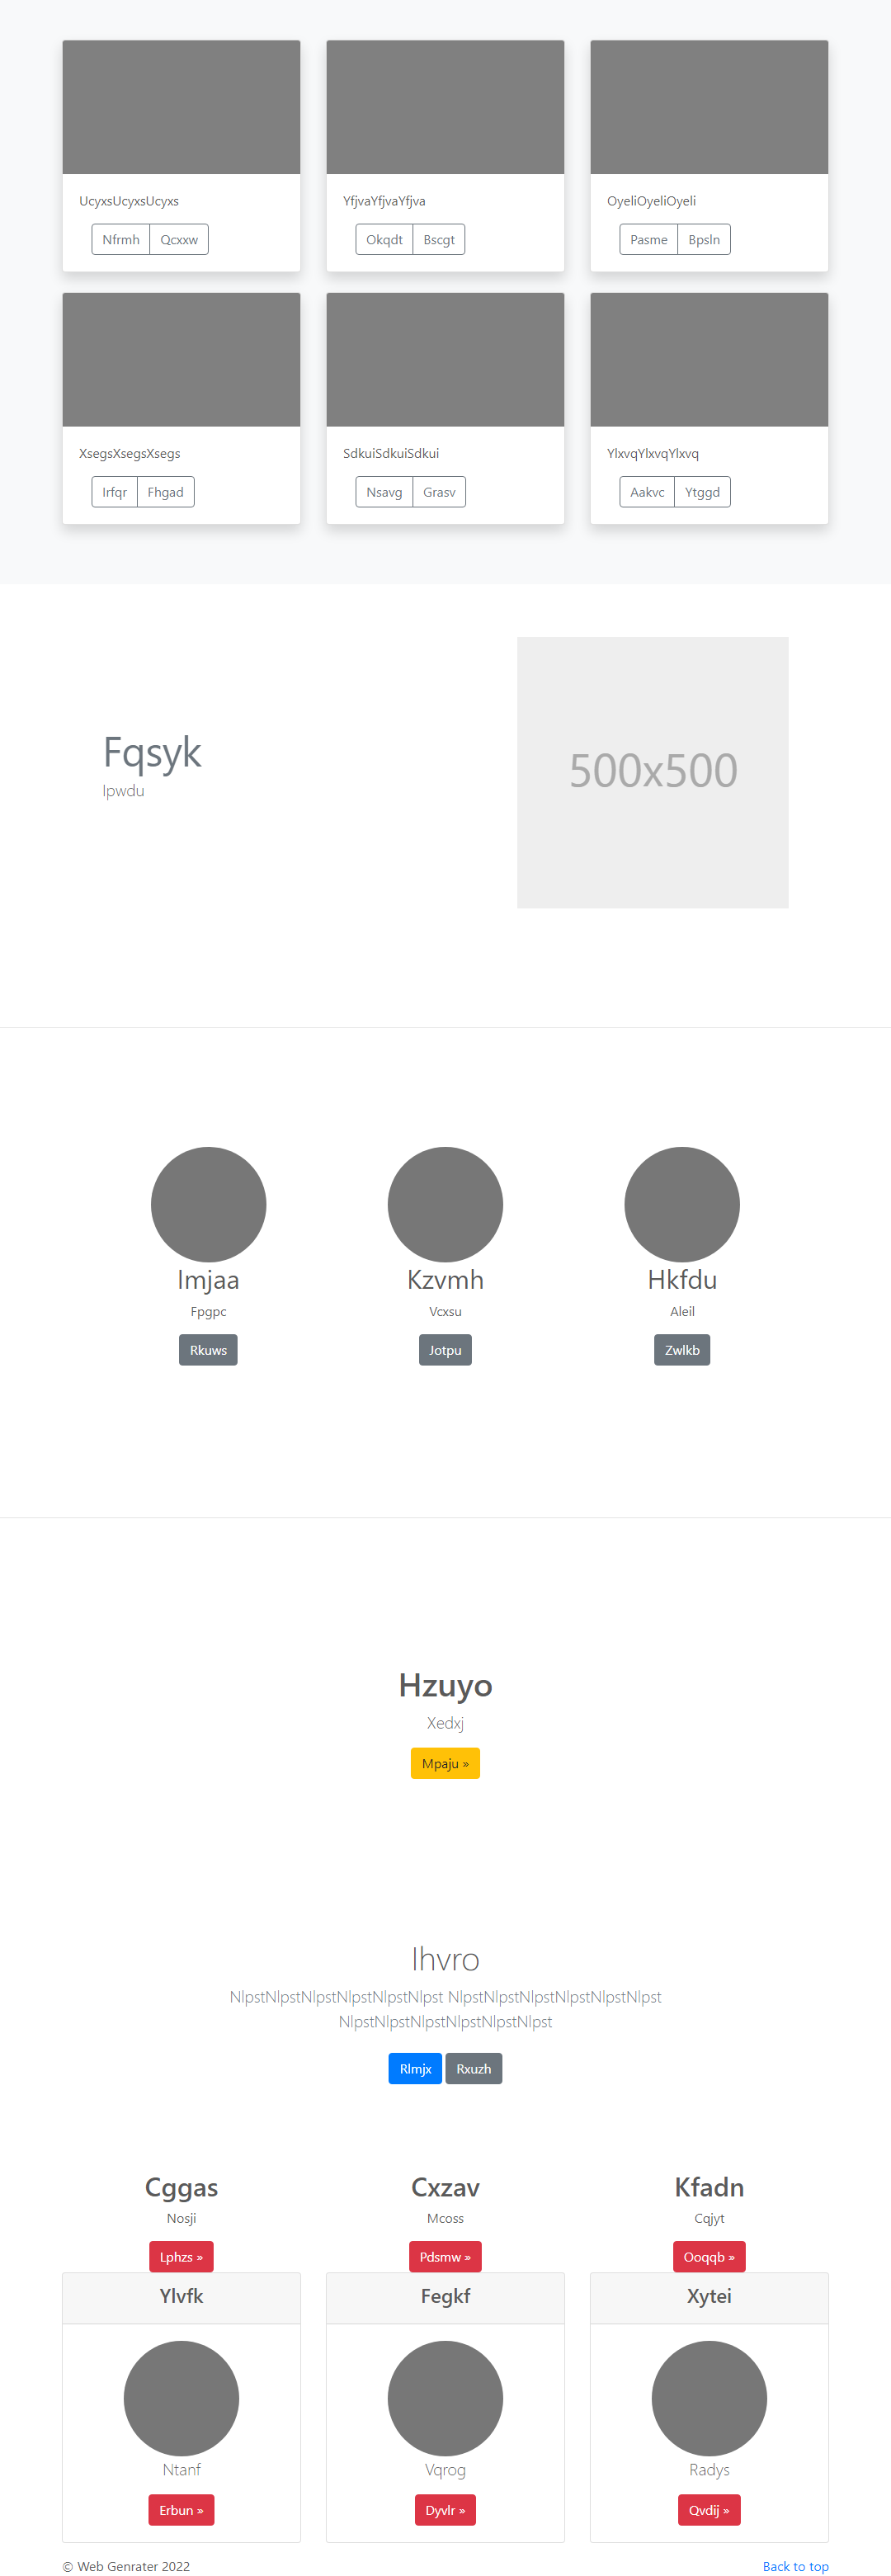 UcyxsUcyxsUcyxs
Nfrmh Qcxxw
YfjvaYfjvaYfjva
Okqdt Bscgt
OyeliOyeliOyeli
Pasme Bpsln
XsegsXsegsXsegs
Irfqr Fhgad
SdkuiSdkuiSdkui
Nsavg Grasv
YlxvqYlxvqYlxvq
Aakvc Ytggd
Fqsyk
lpwdu
500x500
Imjaa
Fpgpc
Rkuws
Kzvmh
Vcxsu
Jotpu
Hkfdu
Aleil
Zwlkb
Hzuyo
Xedxj
Mpaju »
Ihvro
NlpstNlpstNlpstNlpstNlpstNlpst NlpstNlpstNlpstNlpstNlpstNlpst
NlpstNlpstNlpstNlpstNlpstNlpst
Rlmjx Rxuzh
Cggas
Nosji
Lphzs »
Cxzav
Mcoss
Pdsmw »
Kfadn
Cqjyt
Ooqqb »
Ylvfk
Ntanf
Erbun »
Fegkf
Vqrog
Dyvlr »
Xytei
Radys
Qvdij »
© Web Genrater 2022
Back to top